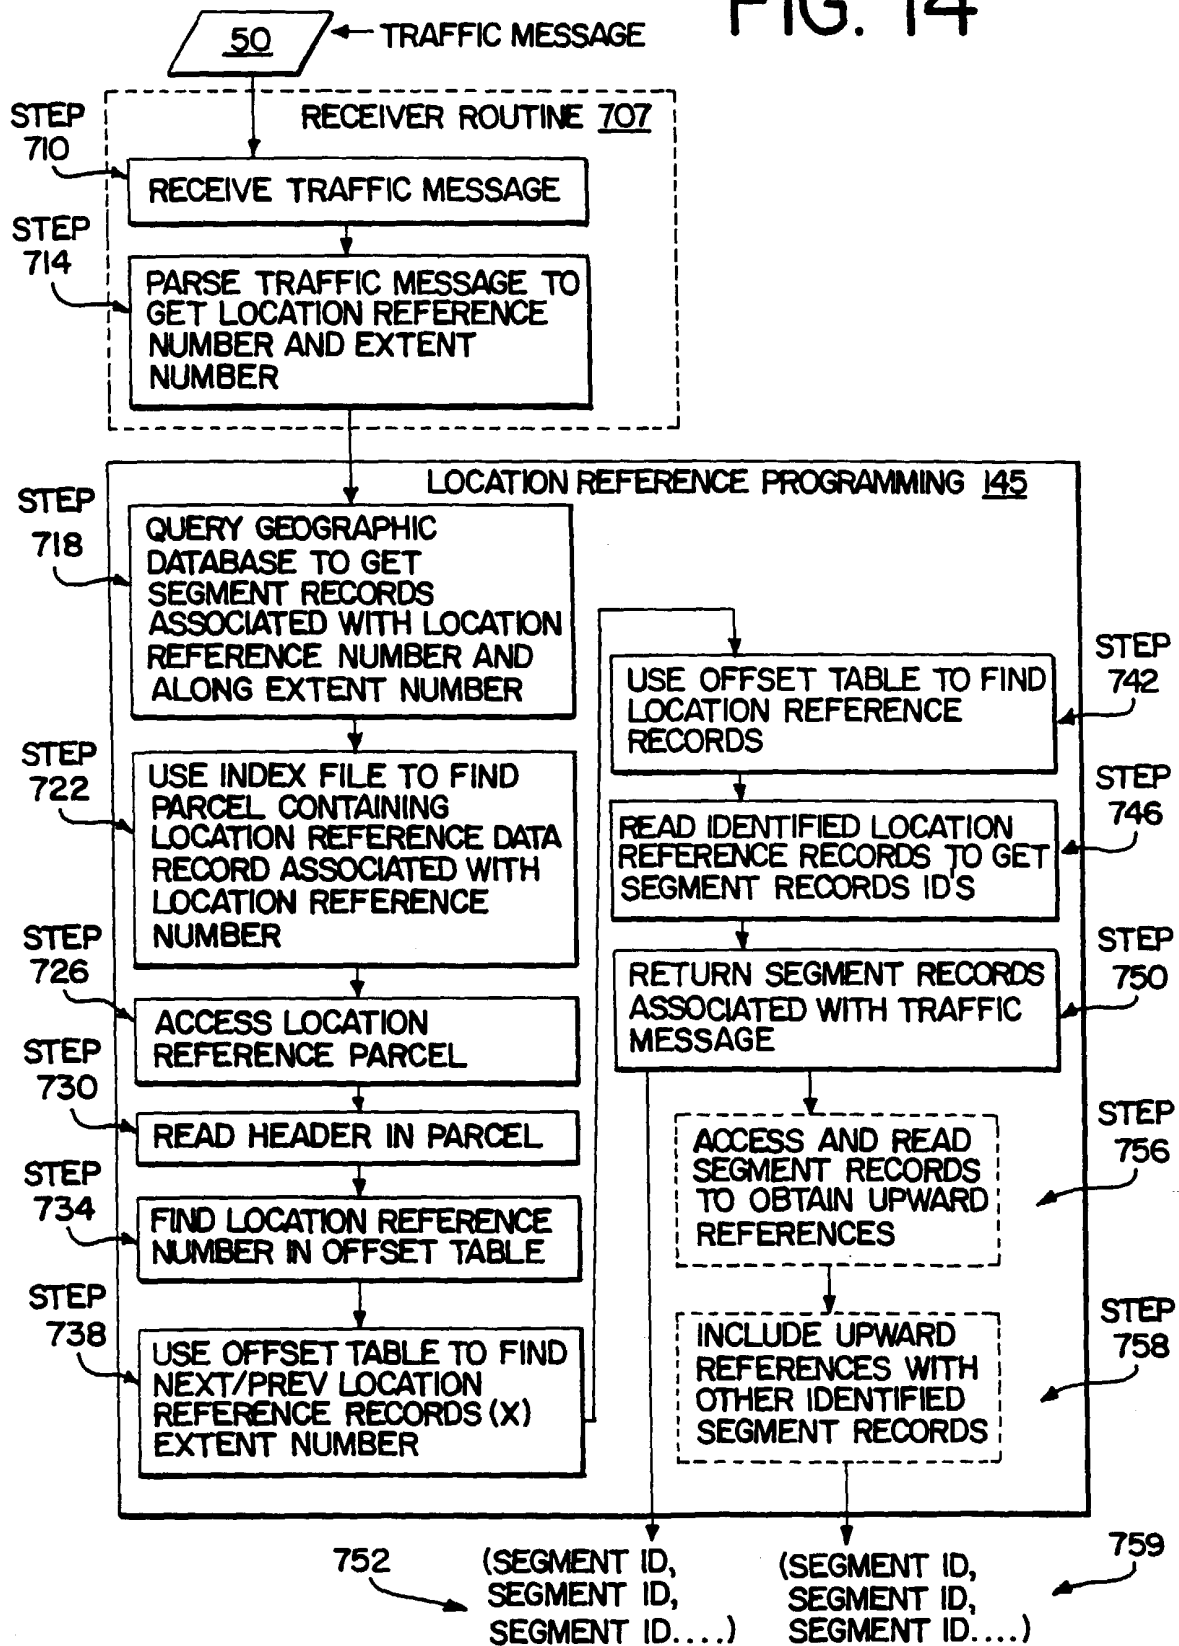 FIG. 14
50
TRAFFIC MESSAGE
RECEIVER ROUTINE 707
STEP
710
RECEIVE TRAFFIC MESSAGE
STEP
714
PARSE TRAFFIC MESSAGE TO
GET LOCATION REFERENCE
NUMBER AND EXTENT
NUMBER
LOCATION REFERENCE PROGRAMMING 145
STEP
718
QUERY GEOGRAPHIC
DATABASE TO GET
SEGMENT RECORDS
ASSOCIATED WITH LOCATION
REFERENCE NUMBER AND
ALONG EXTENT NUMBER
STEP
722
USE INDEX FILE TO FIND
PARCEL CONTAINING
LOCATION REFERENCE DATA
RECORD ASSOCIATED WITH
LOCATION REFERENCE
NUMBER
STEP
726
ACCESS LOCATION
REFERENCE PARCEL
STEP
730
READ HEADER IN PARCEL
STEP
734
FIND LOCATION REFERENCE
NUMBER IN OFFSET TABLE
STEP
738
USE OFFSET TABLE TO FIND
NEXT/PREV LOCATION
REFERENCE RECORDS (X)
EXTENT NUMBER
STEP
742
USE OFFSET TABLE TO FIND
LOCATION REFERENCE
RECORDS
STEP
746
READ IDENTIFIED LOCATION
REFERENCE RECORDS TO GET
SEGMENT RECORDS ID'S
STEP
750
RETURN SEGMENT RECORDS
ASSOCIATED WITH TRAFFIC
MESSAGE
STEP
756
ACCESS AND READ
SEGMENT RECORDS
TO OBTAIN UPWARD
REFERENCES
STEP
758
INCLUDE UPWARD
REFERENCES WITH
OTHER IDENTIFIED
SEGMENT RECORDS
752
(SEGMENT ID,
SEGMENT ID,
SEGMENT ID....)
759
(SEGMENT ID,
SEGMENT ID,
SEGMENT ID....)